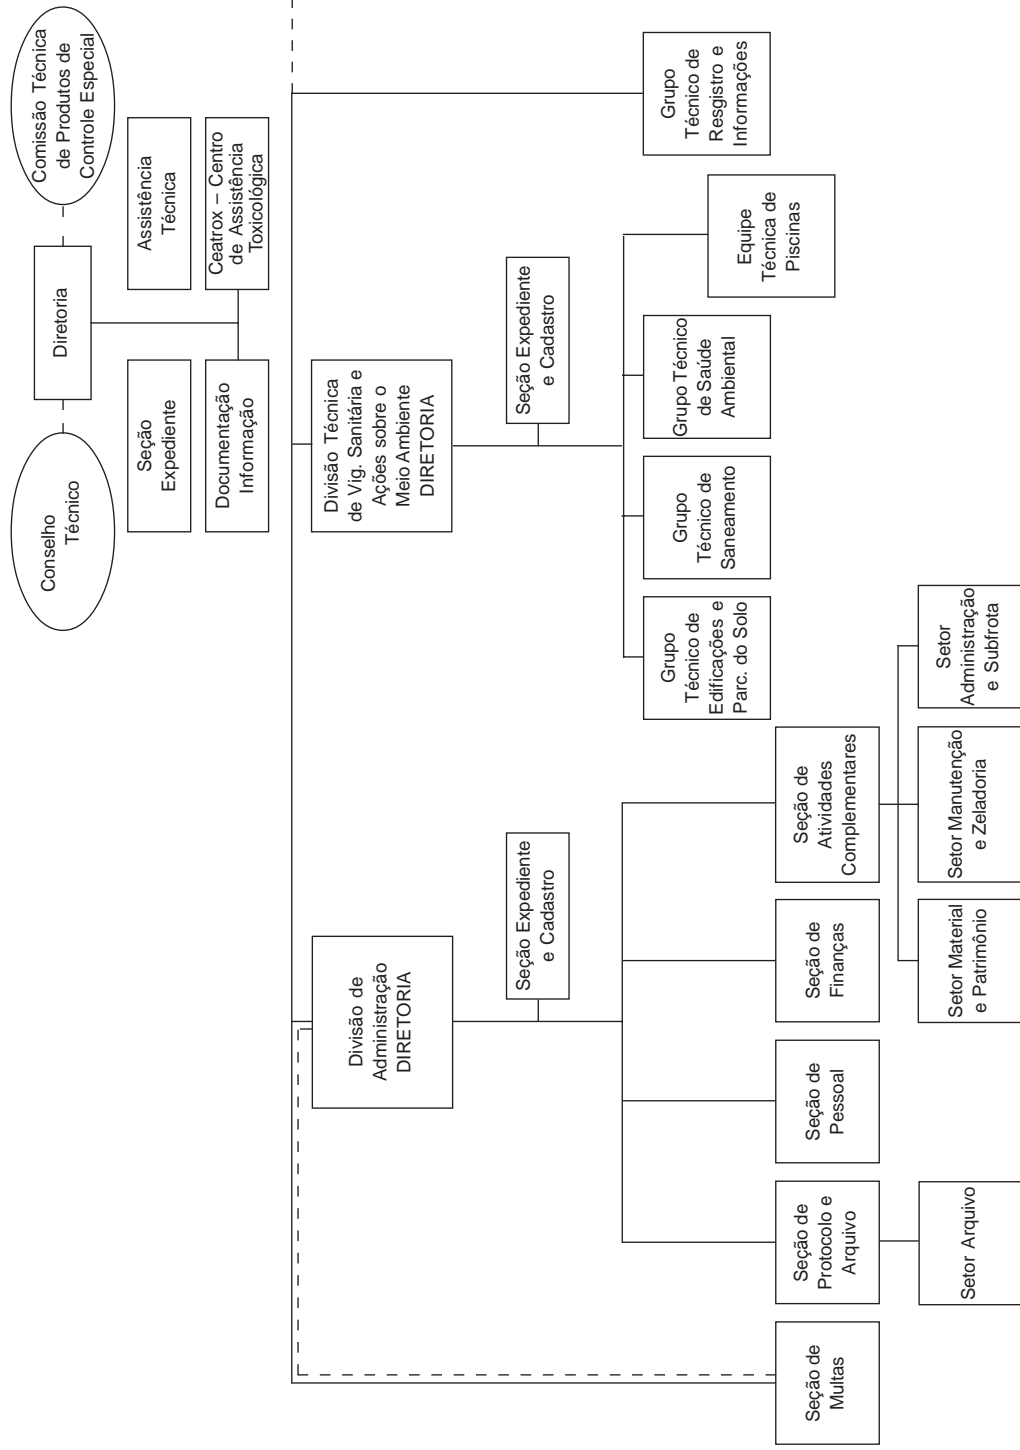 Conselho
Técnico
Diretoria
Comissão Técnica
de Produtos de
Controle Especial
Seção
Expediente
Assistência
Técnica
Documentação
Informação
Ceatrox – Centro
de Assistência
Toxicológica
Divisão de
Administração
DIRETORIA
Divisão Técnica
de Vig. Sanitária e
Ações sobre o
Meio Ambiente
DIRETORIA
Seção Expediente
e Cadastro
Seção Expediente
e Cadastro
Grupo
Técnico de
Edificações e
Parc. do Solo
Grupo
Técnico de
Saneamento
Grupo Técnico
de Saúde
Ambiental
Equipe
Técnica de
Piscinas
Grupo
Técnico de
Resgistro e
Informações
Seção de
Multas
Seção de
Protocolo e
Arquivo
Seção de
Pessoal
Seção de
Finanças
Seção de
Atividades
Complementares
Setor Arquivo
Setor Material
e Patrimônio
Setor Manutenção
e Zeladoria
Setor
Administração
e Subfrota